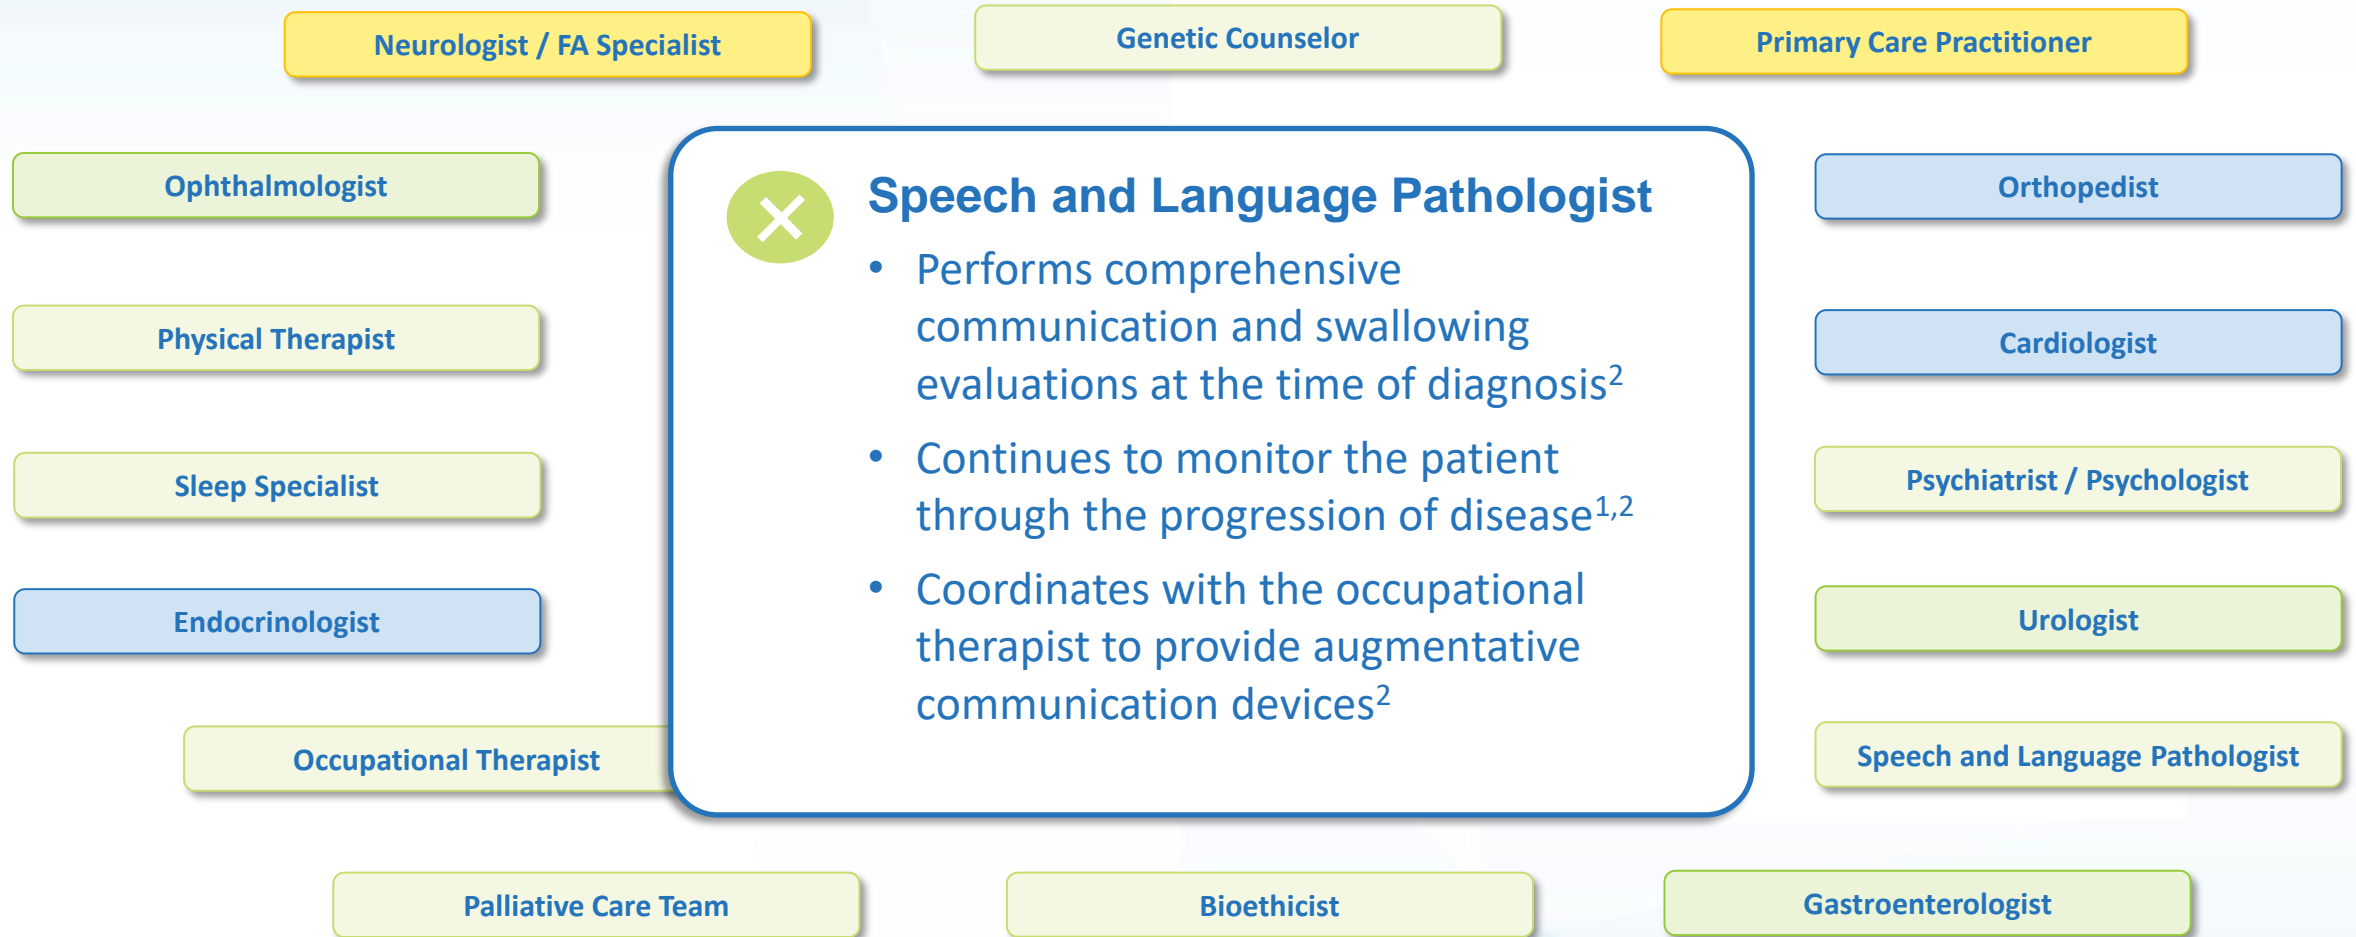 Neurologist / FA Specialist
Genetic Counselor
Primary Care Practitioner
Ophthalmologist
Physical Therapist
Sleep Specialist
Endocrinologist
Occupational Therapist
Speech and Language Pathologist
• Performs comprehensive
communication and swallowing
evaluations at the time of diagnosis²
• Continues to monitor the patient
through the progression of disease¹,²
• Coordinates with the occupational
therapist to provide augmentative
communication devices²
Orthopedist
Cardiologist
Psychiatrist / Psychologist
Urologist
Speech and Language Pathologist
Palliative Care Team
Bioethicist
Gastroenterologist